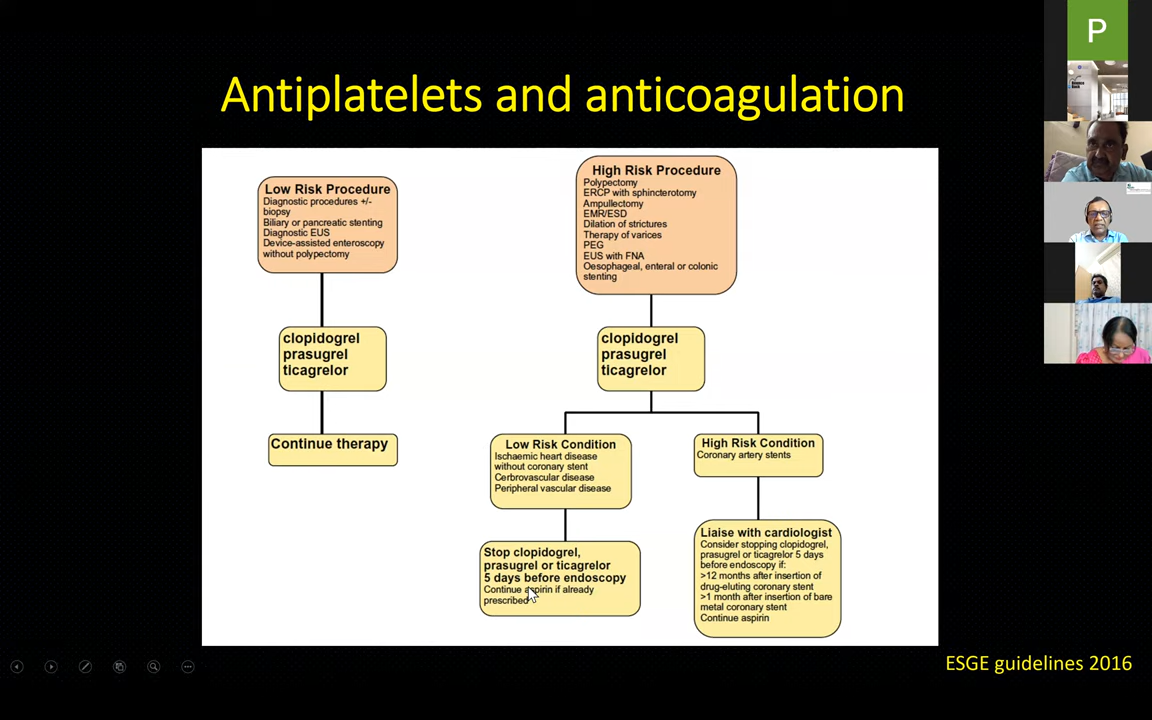 Antiplatelets and anticoagulation
Low Risk Procedure
Diagnostic procedures +/-
biopsy
Biliary or pancreatic stenting
Diagnostic EUS
Device-assisted enteroscopy
without polypectomy
clopidogrel
prasugrel
ticagrelor
Continue therapy
High Risk Procedure
Polypectomy
ERCP with sphincterotomy
Ampullectomy
EMR/ESD
Dilation of strictures
Therapy of varices
PEG
EUS with FNA
Oesophageal, enteral or colonic
stenting
clopidogrel
prasugrel
ticagrelor
Low Risk Condition
Ischaemic heart disease
without coronary stent
Cerbrovascular disease
Peripheral vascular disease
Stop clopidogrel,
prasugrel or ticagrelor
5 days before endoscopy
Continue aspirin if already
prescribed
High Risk Condition
Coronary artery stents
Liaise with cardiologist
Consider stopping clopidogrel,
prasugrel or ticagrelor 5 days
before endoscopy if:
>12 months after insertion of
drug-eluting coronary stent
>1 month after insertion of bare
metal coronary stent
Continue aspirin
ESGE guidelines 2016
P